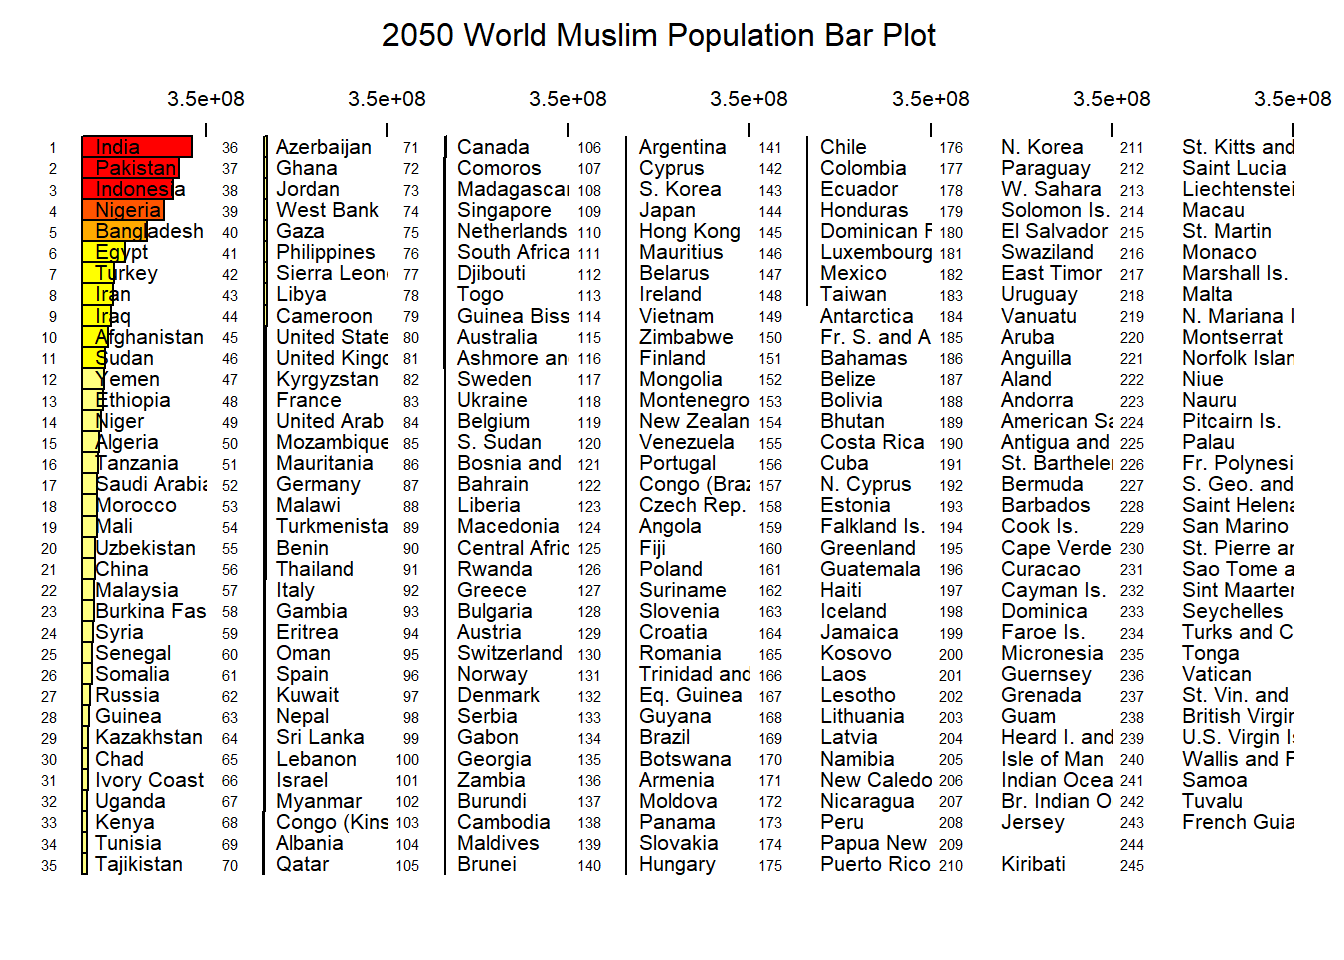 2050 World Muslim Population Bar Plot
3.5e+08 3.5e+08 3.5e+08 3.5e+08 3.5e+08 3.5e+08 3.5e+08
1 India
2 Pakistan
3 Indonesia
4 Nigeria
5 Bangladesh
6 Egypt
7 Turkey
8 Iran
9 Iraq
10 Afghanistan
11 Sudan
12 Yemen
13 Ethiopia
14 Niger
15 Algeria
16 Tanzania
17 Saudi Arabia
18 Morocco
19 Mali
20 Uzbekistan
21 China
22 Malaysia
23 Burkina Fas
24 Syria
25 Senegal
26 Somalia
27 Russia
28 Guinea
29 Kazakhstan
30 Chad
31 Ivory Coast
32 Uganda
33 Kenya
34 Tunisia
35 Tajikistan
36 Azerbaijan
37 Ghana
38 Jordan
39 West Bank
40 Gaza
41 Philippines
42 Sierra Leon
43 Libya
44 Cameroon
45 United State
46 United Kingd
47 Kyrgyzstan
48 France
49 United Arab
50 Mozambique
51 Mauritania
52 Germany
53 Malawi
54 Turkmenista
55 Benin
56 Thailand
57 Italy
58 Gambia
59 Eritrea
60 Oman
61 Spain
62 Kuwait
63 Nepal
64 Sri Lanka
65 Lebanon
66 Israel
67 Myanmar
68 Congo (Kins
69 Albania
70 Qatar
71 Canada
72 Comoros
73 Madagascar
74 Singapore
75 Netherlands
76 South Africa
77 Djibouti
78 Togo
79 Guinea Biss
80 Australia
81 Ashmore an
82 Sweden
83 Ukraine
84 Belgium
85 S. Sudan
86 Bosnia and
87 Bahrain
88 Liberia
89 Macedonia
90 Central Afric
91 Rwanda
92 Greece
93 Bulgaria
94 Austria
95 Switzerland
96 Norway
97 Denmark
98 Serbia
99 Gabon
100 Georgia
101 Zambia
102 Burundi
103 Cambodia
104 Maldives
105 Brunei
106 Argentina
107 Cyprus
108 S. Korea
109 Japan
110 Hong Kong
111 Mauritius
112 Belarus
113 Ireland
114 Vietnam
115 Zimbabwe
116 Finland
117 Mongolia
118 Montenegro
119 New Zealan
120 Venezuela
121 Portugal
122 Congo (Braz
123 Czech Rep.
124 Angola
125 Fiji
126 Poland
127 Suriname
128 Slovenia
129 Croatia
130 Romania
131 Trinidad and
132 Eq. Guinea
133 Guyana
134 Brazil
135 Botswana
136 Armenia
137 Moldova
138 Panama
139 Slovakia
140 Hungary
141 Chile
142 Colombia
143 Ecuador
144 Honduras
145 Dominican R
146 Luxembourg
147 Mexico
148 Taiwan
149 Antarctica
150 Fr. S. and A
151 Bahamas
152 Belize
153 Bolivia
154 Bhutan
155 Costa Rica
156 Cuba
157 N. Cyprus
158 Estonia
159 Falkland Is.
160 Greenland
161 Guatemala
162 Haiti
163 Iceland
164 Jamaica
165 Kosovo
166 Laos
167 Lesotho
168 Lithuania
169 Latvia
170 Namibia
171 New Caledo
172 Nicaragua
173 Peru
174 Papua New
175 Puerto Rico
176 N. Korea
177 Paraguay
178 W. Sahara
179 Solomon Is.
180 El Salvador
181 Swaziland
182 East Timor
183 Uruguay
184 Vanuatu
185 Aruba
186 Anguilla
187 Aland
188 Andorra
189 American Sa
190 Antigua and
191 St. Barthelem
192 Bermuda
193 Barbados
194 Cook Is.
195 Cape Verde
196 Curacao
197 Cayman Is.
198 Dominica
199 Faroe Is.
200 Micronesia
201 Guernsey
202 Grenada
203 Guam
204 Heard I. and
205 Isle of Man
206 Indian Ocea
207 Br. Indian O
208 Jersey
209
210 Kiribati
211 St. Kitts and
212 Saint Lucia
213 Liechtenstei
214 Macau
215 St. Martin
216 Monaco
217 Marshall Is.
218 Malta
219 N. Mariana I
220 Montserrat
221 Norfolk Islan
222 Niue
223 Nauru
224 Pitcairn Is.
225 Palau
226 Fr. Polynesi
227 S. Geo. and
228 Saint Helena
229 San Marino
230 St. Pierre an
231 Sao Tome a
232 Sint Maarten
233 Seychelles
234 Turks and C
235 Tonga
236 Vatican
237 St. Vin. and
238 British Virgin
239 U.S. Virgin Is
240 Wallis and F
241 Samoa
242 Tuvalu
243 French Guia
244
245